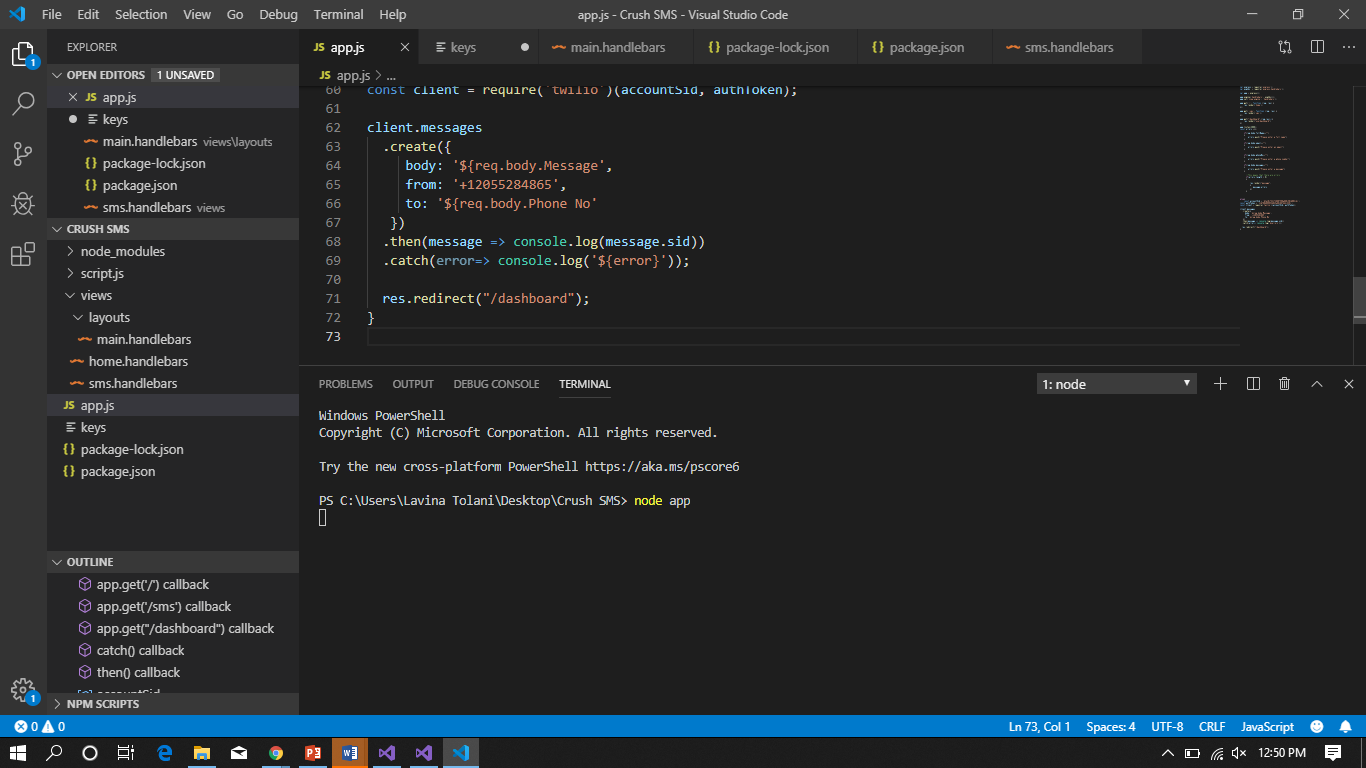 File Edit Selection View Go Debug Terminal Help
app.js - Crush SMS - Visual Studio Code
EXPLORER
OPEN EDITORS 1 UNSAVED
JS app.js
keys
main.handlebars views\layouts
{} package-lock.json
{} package.json
sms.handlebars views
CRUSH SMS
node_modules
script.js
views
layouts
main.handlebars
home.handlebars
sms.handlebars
JS app.js
keys
{} package-lock.json
{} package.json
OUTLINE
app.get('/') callback
app.get('/sms') callback
app.get("/dashboard") callback
catch() callback
then() callback
accountSid
NPM SCRIPTS
JS app.js
keys
main.handlebars
{} package-lock.json
{} package.json
sms.handlebars
JS app.js > ...
60 const client = require('twilio')(accountSid, authToken);
61
62 client.messages
63 .create({
64 body: '${req.body.Message',
65 from: '+12055284865',
66 to: '${req.body.Phone No'
67 })
68 .then(message => console.log(message.sid))
69 .catch(error=> console.log('${error}'));
70
71 res.redirect("/dashboard");
72 }
73
PROBLEMS OUTPUT DEBUG CONSOLE TERMINAL
1: node
Windows PowerShell
Copyright (C) Microsoft Corporation. All rights reserved.
Try the new cross-platform PowerShell https://aka.ms/pscore6
PS C:\Users\Lavina Tolani\Desktop\Crush SMS> node app
1
1
0 0
Ln 73, Col 1 Spaces: 4 UTF-8 CRLF JavaScript
12:50 PM